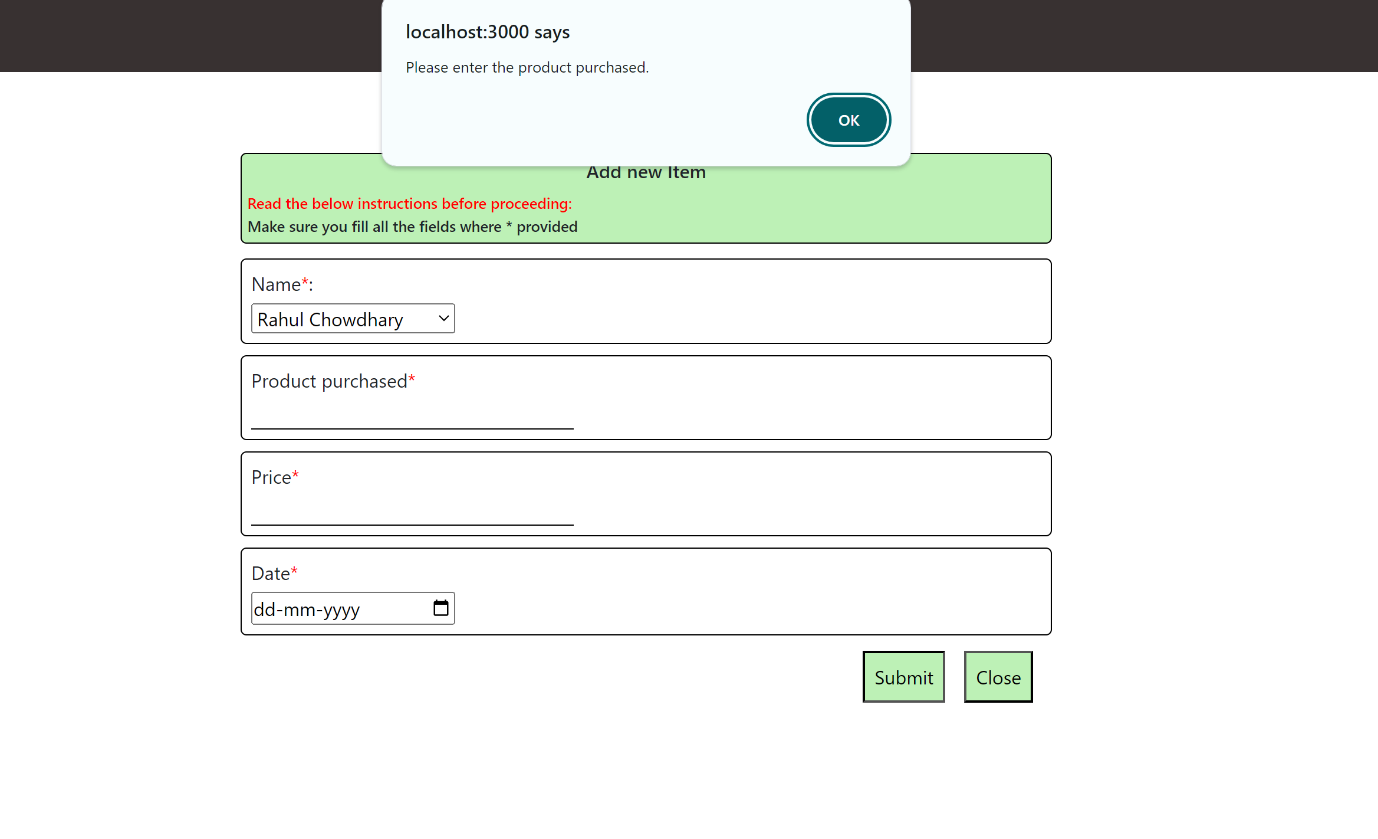 localhost:3000 says
Please enter the product purchased.
OK
Add new Item
Read the below instructions before proceeding:
Make sure you fill all the fields where * provided
Name*:
Rahul Chowdhary
Product purchased*
Price*
Date*
dd-mm-yyyy
Submit Close